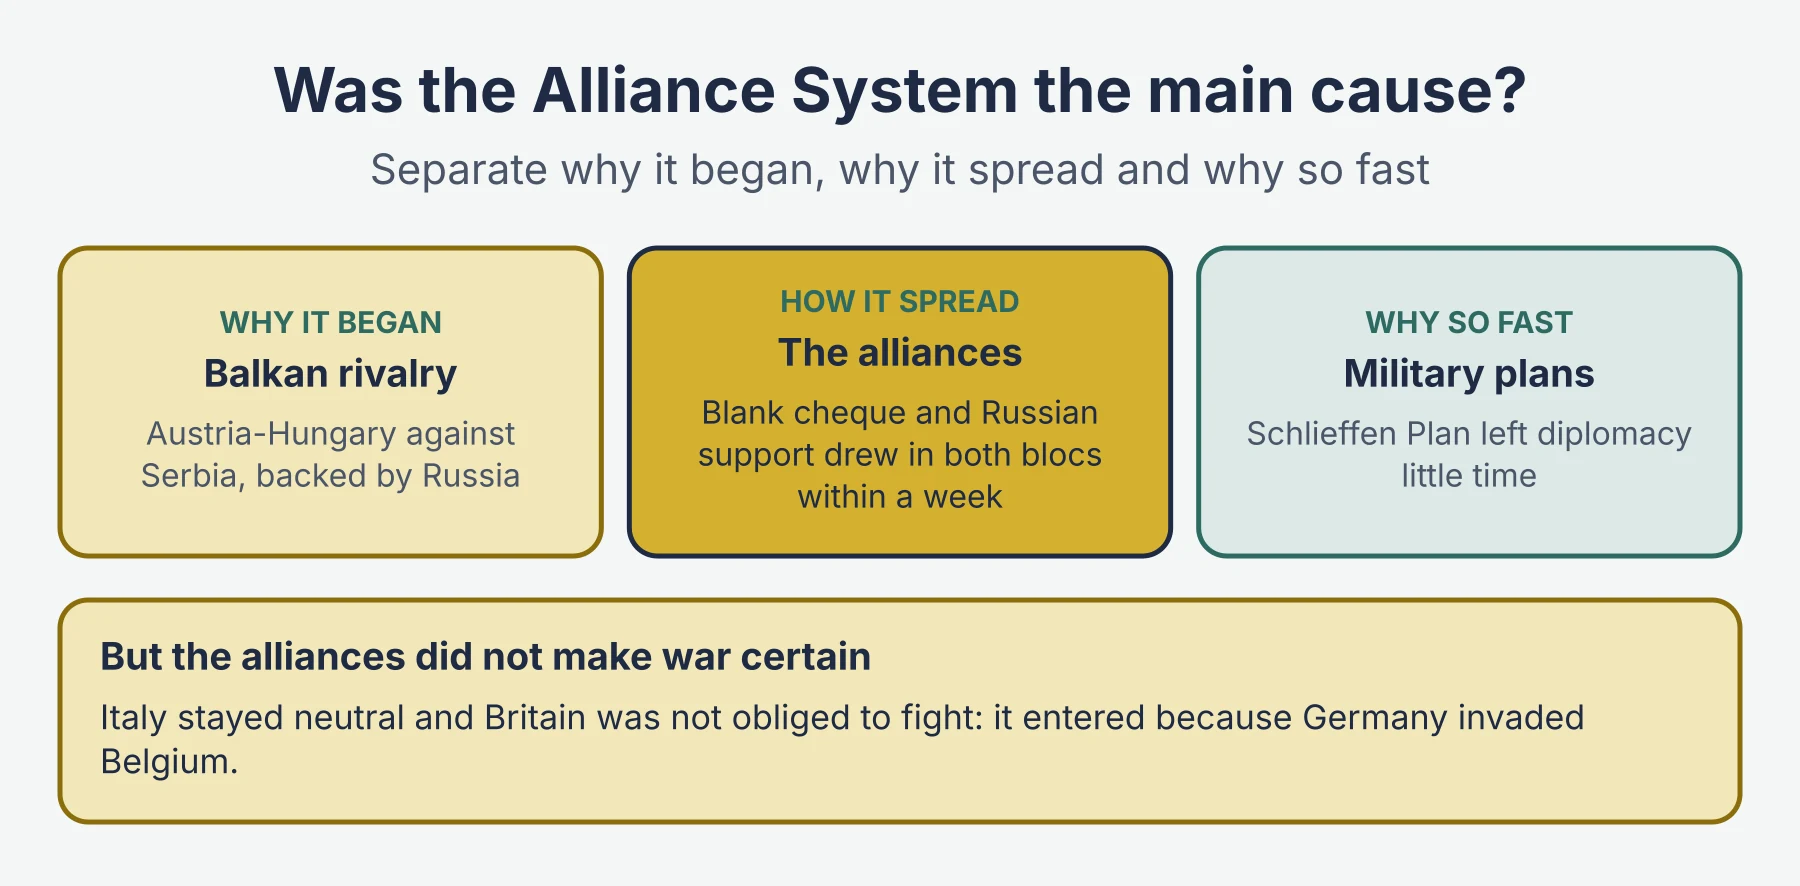 Was the Alliance System the main cause?
Separate why it began, why it spread and why so fast
WHY IT BEGAN
Balkan rivalry
Austria-Hungary against
Serbia, backed by Russia
HOW IT SPREAD
The alliances
Blank cheque and Russian
support drew in both blocs
within a week
WHY SO FAST
Military plans
Schlieffen Plan left diplomacy
little time
But the alliances did not make war certain
Italy stayed neutral and Britain was not obliged to fight: it entered because Germany invaded
Belgium.